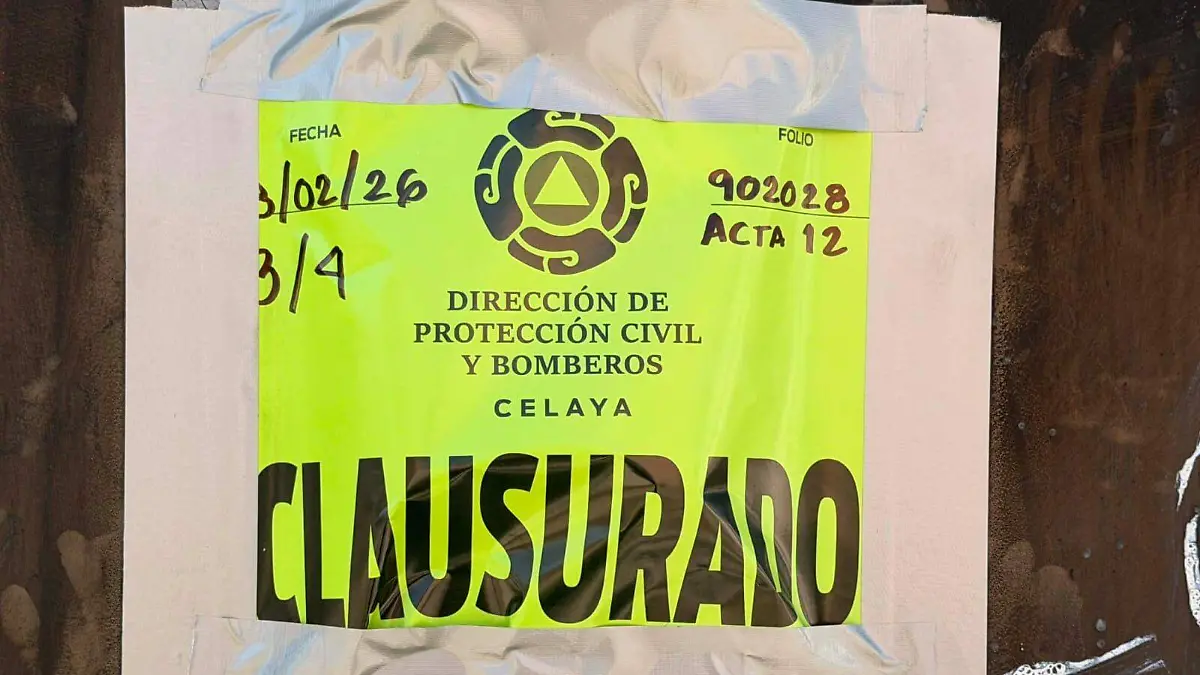 FECHA
3/02/26
3/4
FOLIO
902028
ACTA 12
DIRECCIÓN DE
PROTECCIÓN CIVIL
Y BOMBEROS
CELAYA
CLAUSURADO